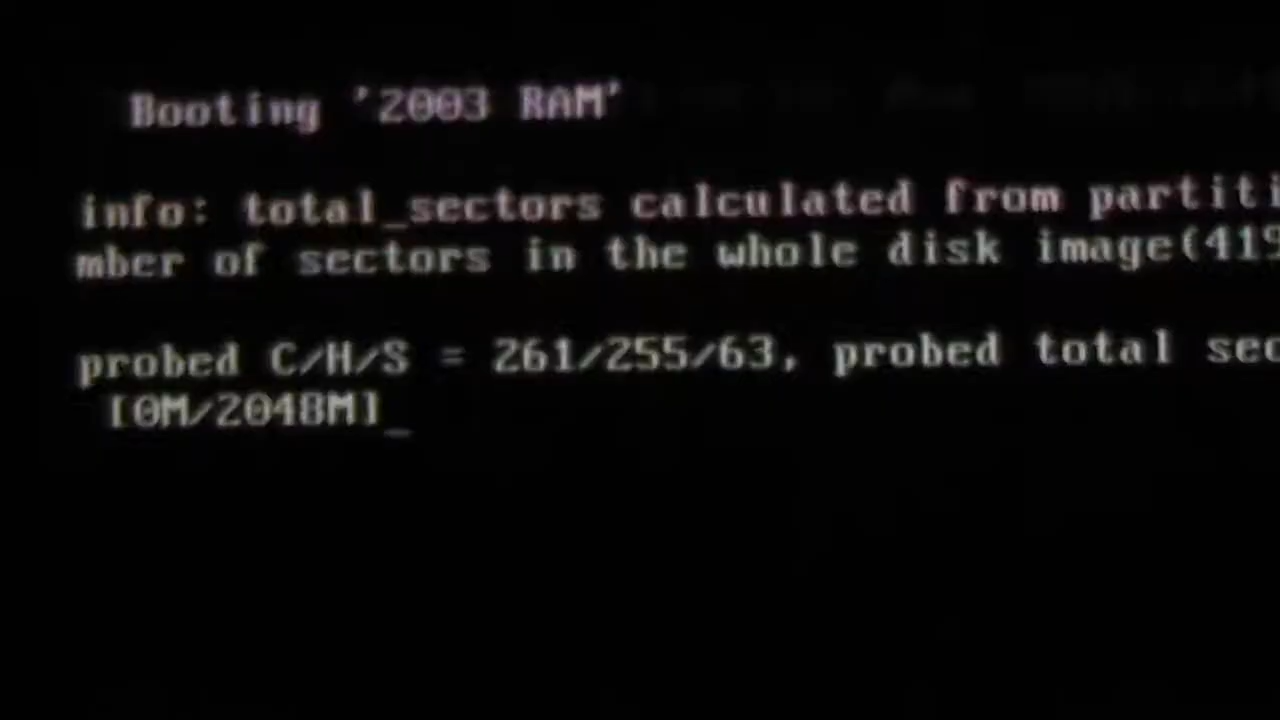 Booting '2003 RAM'
info: total_sectors calculated from partiti
mber of sectors in the whole disk image(419
probed C/H/S = 261/255/63, probed total sec
[0M/2048M]_